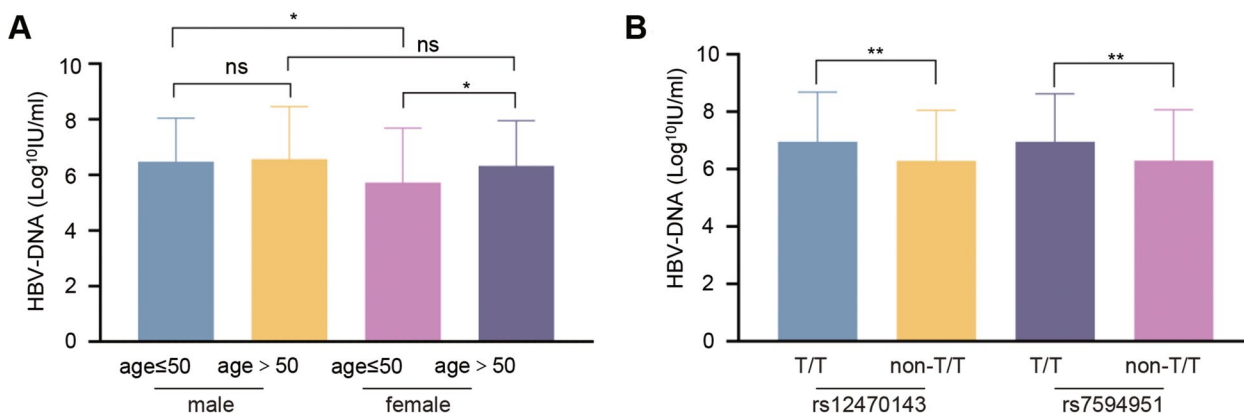 A
*
ns
ns
*
10
8
6
4
2
0
HBV-DNA (Log¹⁰IU/ml)
age≤50 age > 50 age≤50 age > 50
male female
B
**
**
10
8
6
4
2
0
HBV-DNA (Log¹⁰IU/ml)
T/T non-T/T T/T non-T/T
rs12470143 rs7594951